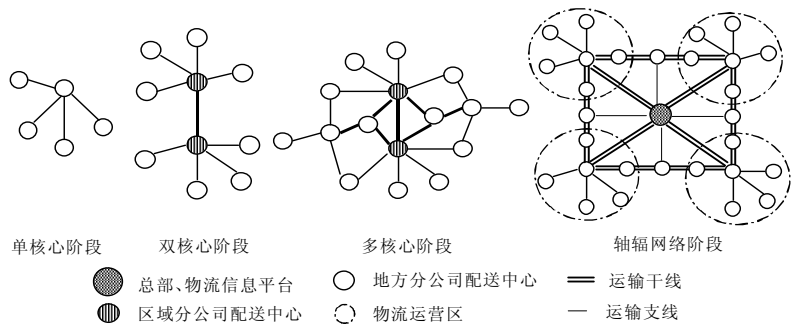 单核心阶段 双核心阶段 多核心阶段 轴辐网络阶段
总部、物流信息平台 地方分公司配送中心 运输干线
区域分公司配送中心 物流运营区 运输支线